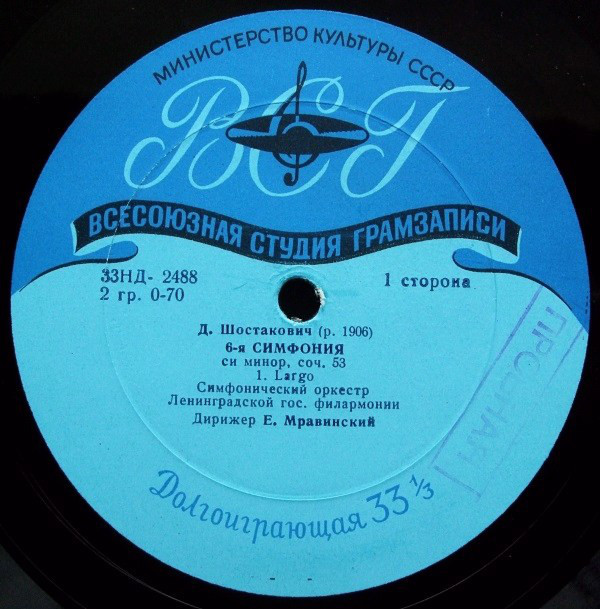 МИНИСТЕРСТВО КУЛЬТУРЫ СССР
ВСГ
ВСЕСОЮЗНАЯ СТУДИЯ ГРАМЗАПИСИ
33НД- 2488
2 гр. 0-70
1 сторона
Д. Шостакович (р. 1906)
6-я СИМФОНИЯ
си минор, соч. 53
1. Largo
Симфонический оркестр
Ленинградской гос. филармонии
Дирижер Е. Мравинский
ПРОБНАЯ
Долгоиграющая 33 1/3